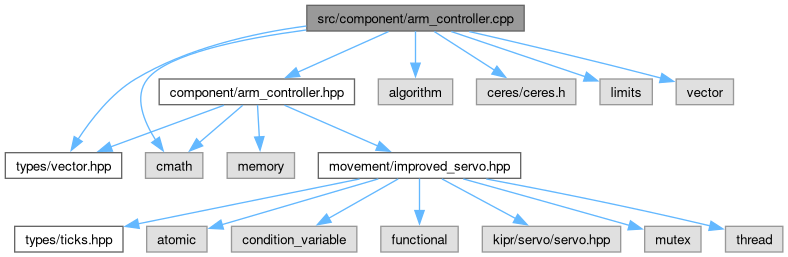 src/component/arm_controller.cpp
component/arm_controller.hpp
algorithm
ceres/ceres.h
limits
vector
types/vector.hpp
cmath
memory
movement/improved_servo.hpp
types/ticks.hpp
atomic
condition_variable
functional
kipr/servo/servo.hpp
mutex
thread